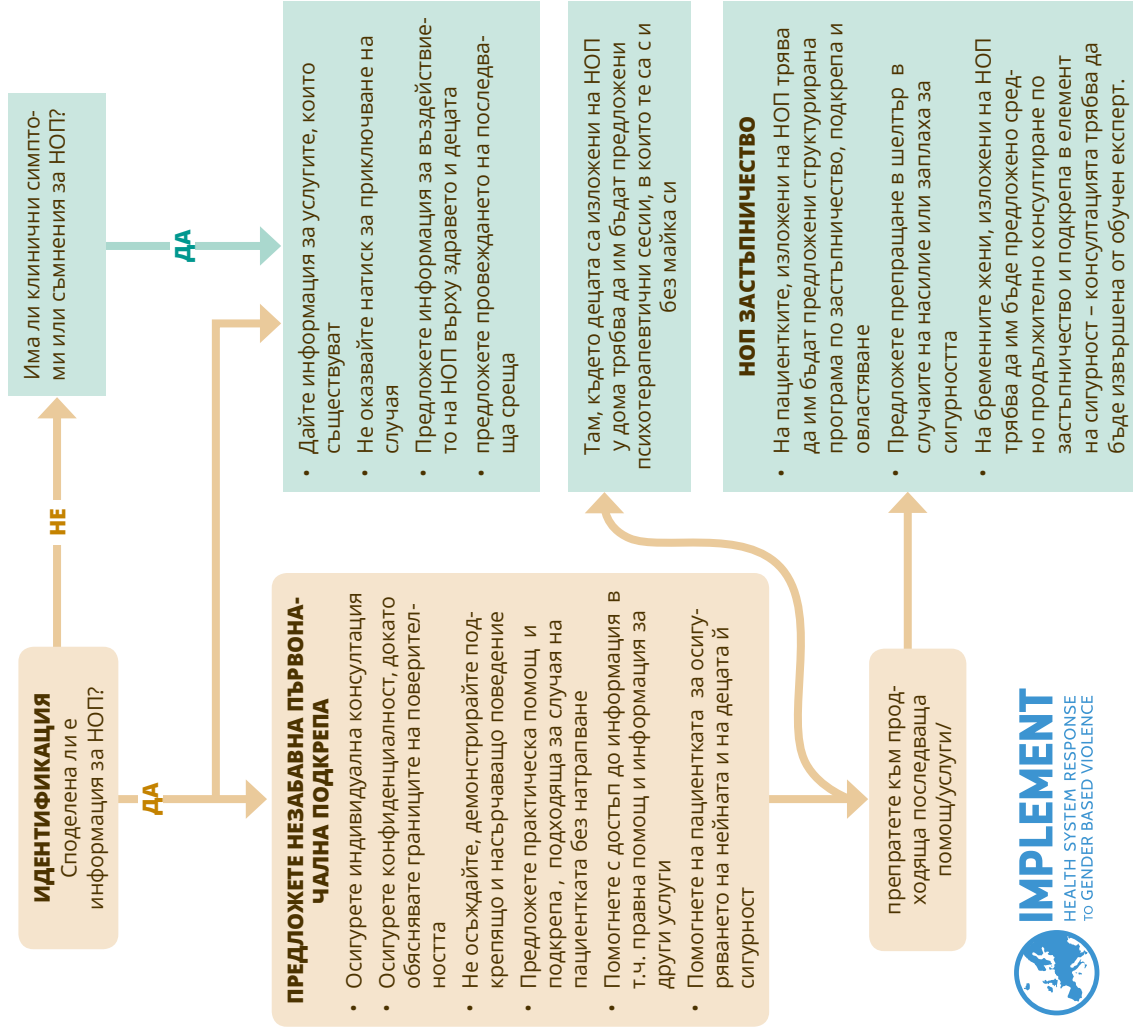 ИДЕНТИФИКАЦИЯ
Споделена ли е
информация за НОП?
НЕ
Има ли клинични симпто-
ми или съмнения за НОП?
ДА
ДА
ПРЕДЛОЖЕТЕ НЕЗАБАВНА ПЪРВОНА-
ЧАЛНА ПОДКРЕПА
• Осигурете индивидуална консултация
• Осигурете конфиденциалност, докато
обяснявате границите на поверител-
ността
• Не осъждайте, демонстрирайте под-
крепящо и насърчаващо поведение
• Предложете практическа помощ и
подкрепа , подходяща за случая на
пациентката без натрапване
• Помогнете с достъп до информация в
т.ч. правна помощ и информация за
други услуги
• Помогнете на пациентката за осигу-
ряването на нейната и на децата й
сигурност
• Дайте информация за услугите, които
съществуват
• Не оказвайте натиск за приключване на
случая
• Предложете информация за въздействие-
то на НОП върху здравето и децата
• предложете провеждането на последва-
ща среща
Там, където децата са изложени на НОП
у дома трябва да им бъдат предложени
психотерапевтични сесии, в които те са с и
без майка си
препратете към прод-
ходяща последваща
помощ/услуги/
НОП ЗАСТЪПНИЧЕСТВО
• На пациентките, изложени на НОП трява
да им бъдат предложени структурирана
програма по застъпничество, подкрепа и
овластяване
• Предложете препращане в шелтър в
случаите на насилие или заплаха за
сигурността
• На бременните жени, изложени на НОП
трябва да им бъде предложено сред-
но продължително консултиране по
застъпничество и подкрепа в елемент
на сигурност – консултацията трябва да
бъде извършена от обучен експерт.
IMPLEMENT
HEALTH SYSTEM RESPONSE
TO GENDER BASED VIOLENCE